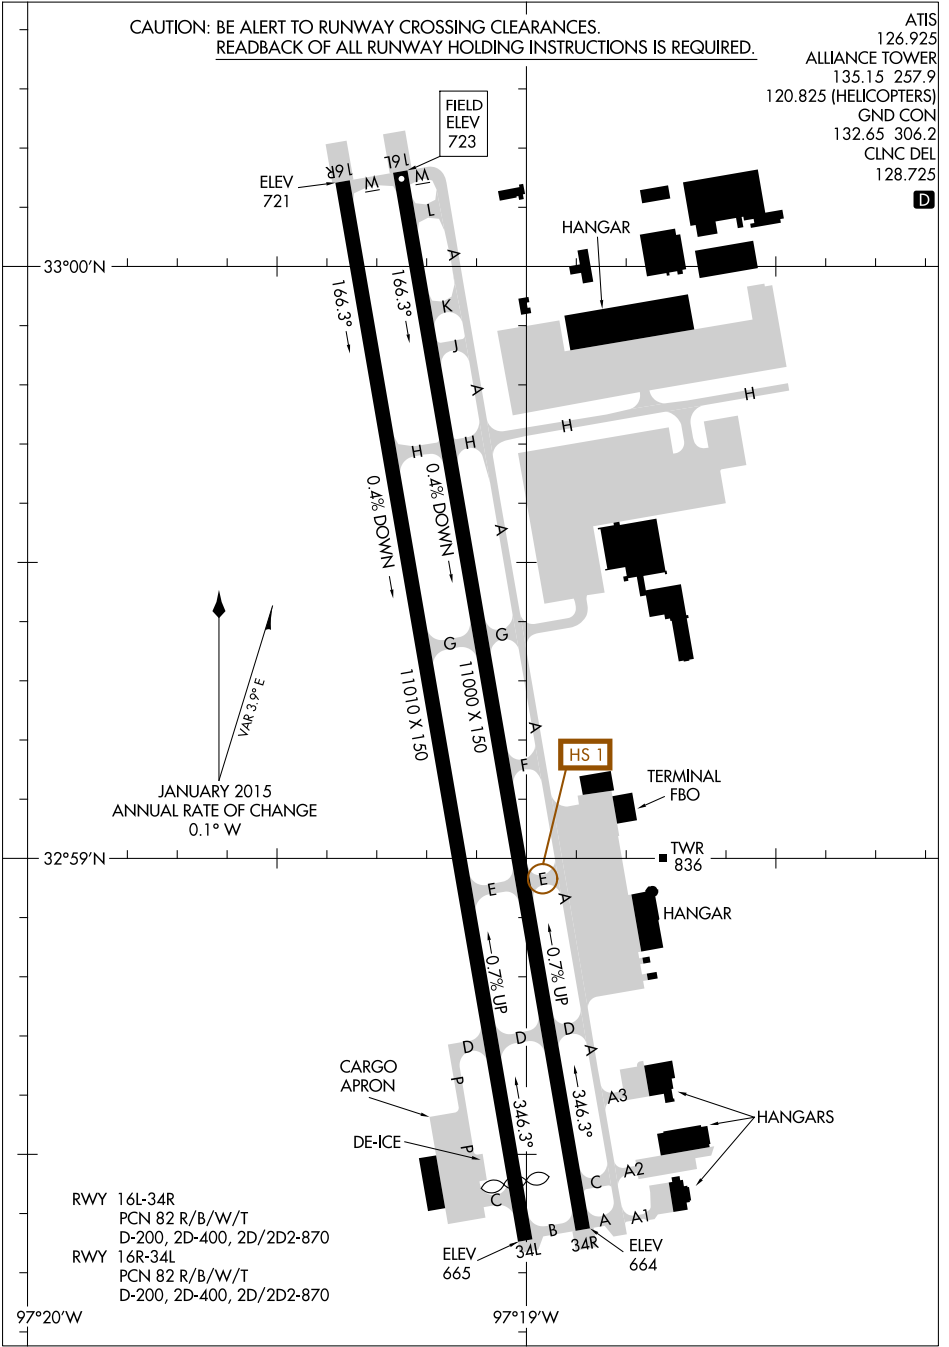 CAUTION: BE ALERT TO RUNWAY CROSSING CLEARANCES.
READBACK OF ALL RUNWAY HOLDING INSTRUCTIONS IS REQUIRED.
ATIS
126.925
ALLIANCE TOWER
135.15 257.9
120.825 (HELICOPTERS)
GND CON
132.65 306.2
CLNC DEL
128.725
D
FIELD
ELEV
723
16R
16L
ELEV
721
W
W
L
A
HANGAR
33°00'N
166.3°
166.3°
K
J
A
H
H
H
H
0.4% DOWN
0.4% DOWN
A
G
G
11010 X 150
11000 X 150
VAR 3.9° E
A
F
HS 1
JANUARY 2015
ANNUAL RATE OF CHANGE
0.1° W
TERMINAL
FBO
32°59'N
TWR
836
E
E
A
HANGAR
0.7% UP
0.7% UP
D
D
D
A
P
CARGO
APRON
346.3°
346.3°
A3
HANGARS
DE-ICE
P
C
C
A2
B
A
A1
34L
34R
ELEV
665
ELEV
664
RWY 16L-34R
PCN 82 R/B/W/T
D-200, 2D-400, 2D/2D2-870
RWY 16R-34L
PCN 82 R/B/W/T
D-200, 2D-400, 2D/2D2-870
97°20'W
97°19'W